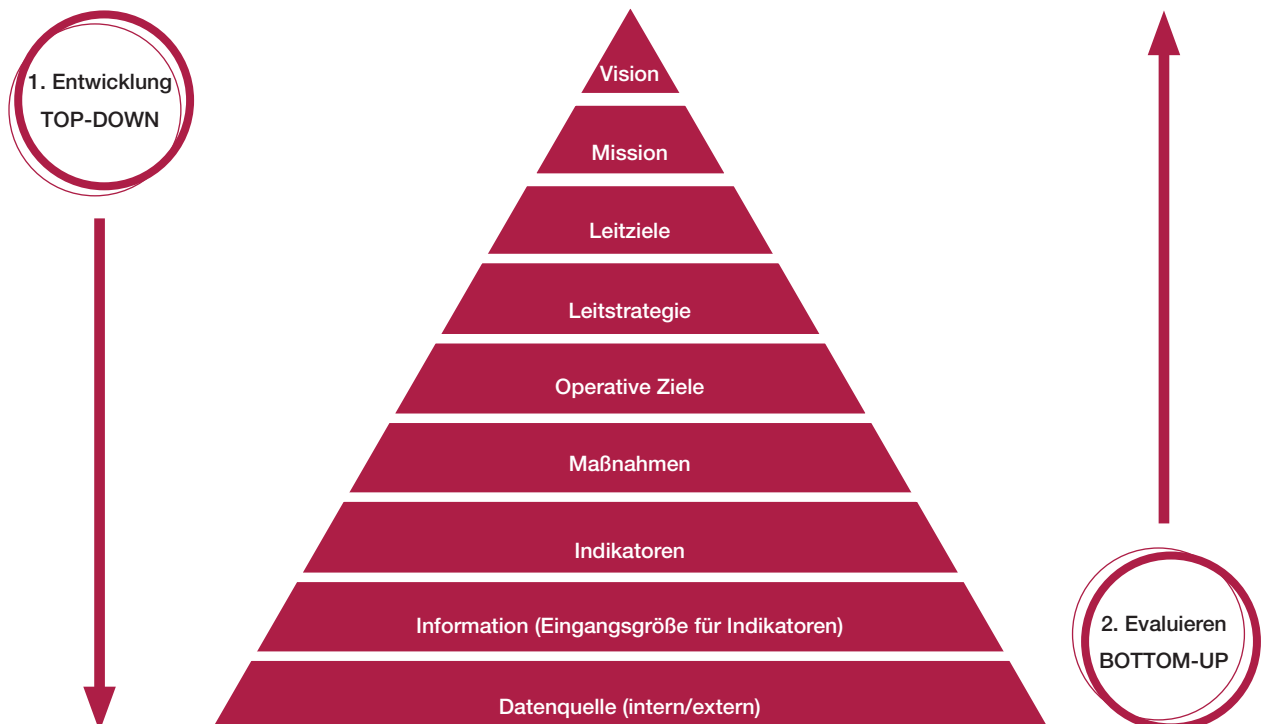 1. Entwicklung
TOP-DOWN
Vision
Mission
Leitziele
Leitstrategie
Operative Ziele
Maßnahmen
Indikatoren
Information (Eingangsgröße für Indikatoren)
Datenquelle (intern/extern)
2. Evaluieren
BOTTOM-UP